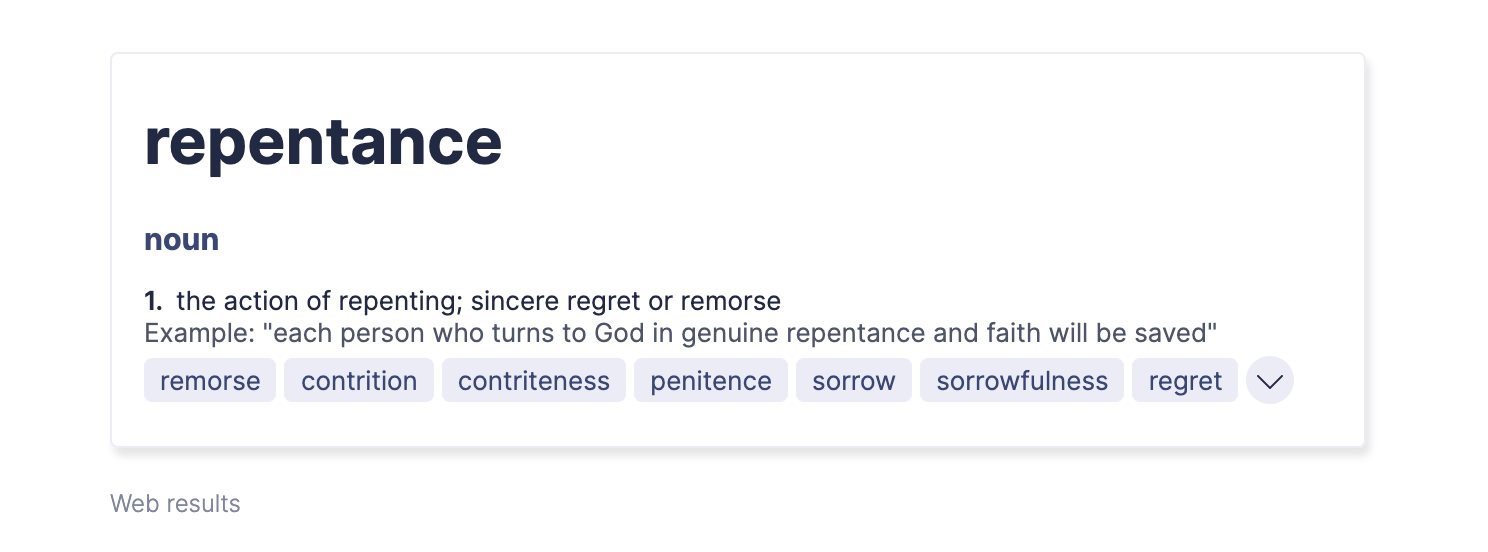 repentance
noun
1. the action of repenting; sincere regret or remorse
Example: "each person who turns to God in genuine repentance and faith will be saved"
remorse contrition contriteness penitence sorrow sorrowfulness regret
Web results